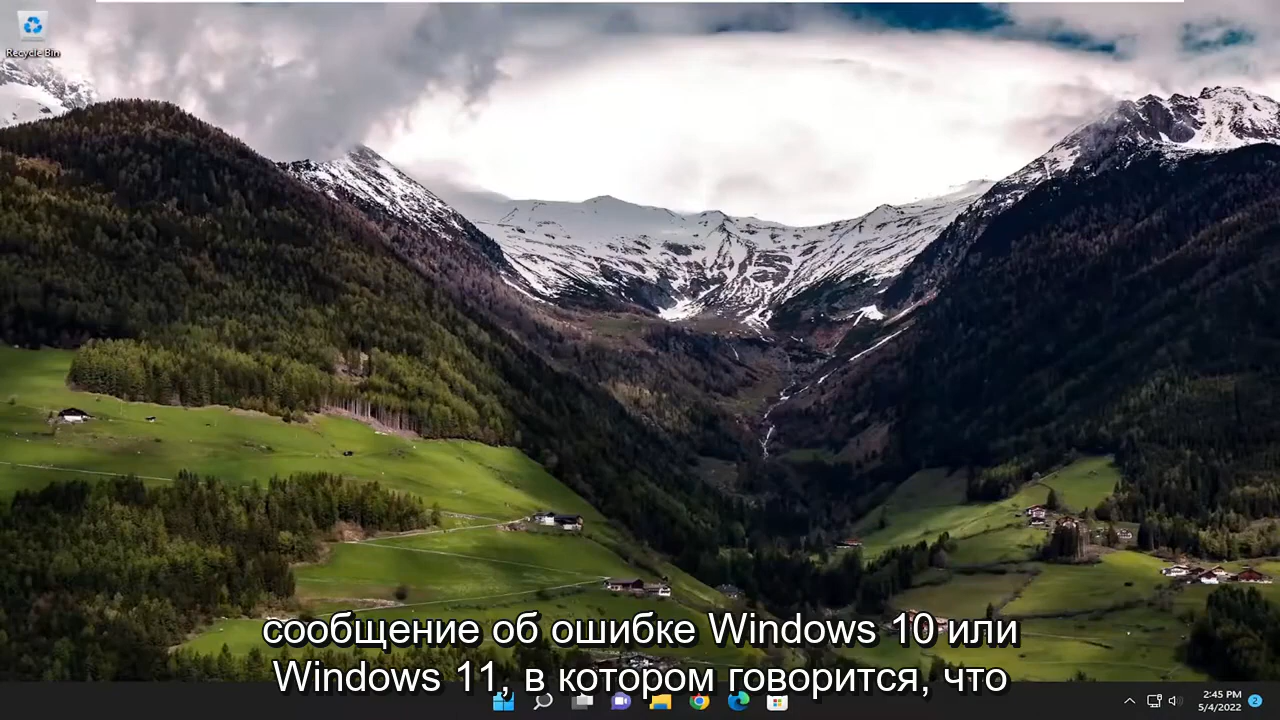 Recycle Bin
сообщение об ошибке Windows 10 или
Windows 11, в котором говорится, что
2:45 PM
5/4/2022
2